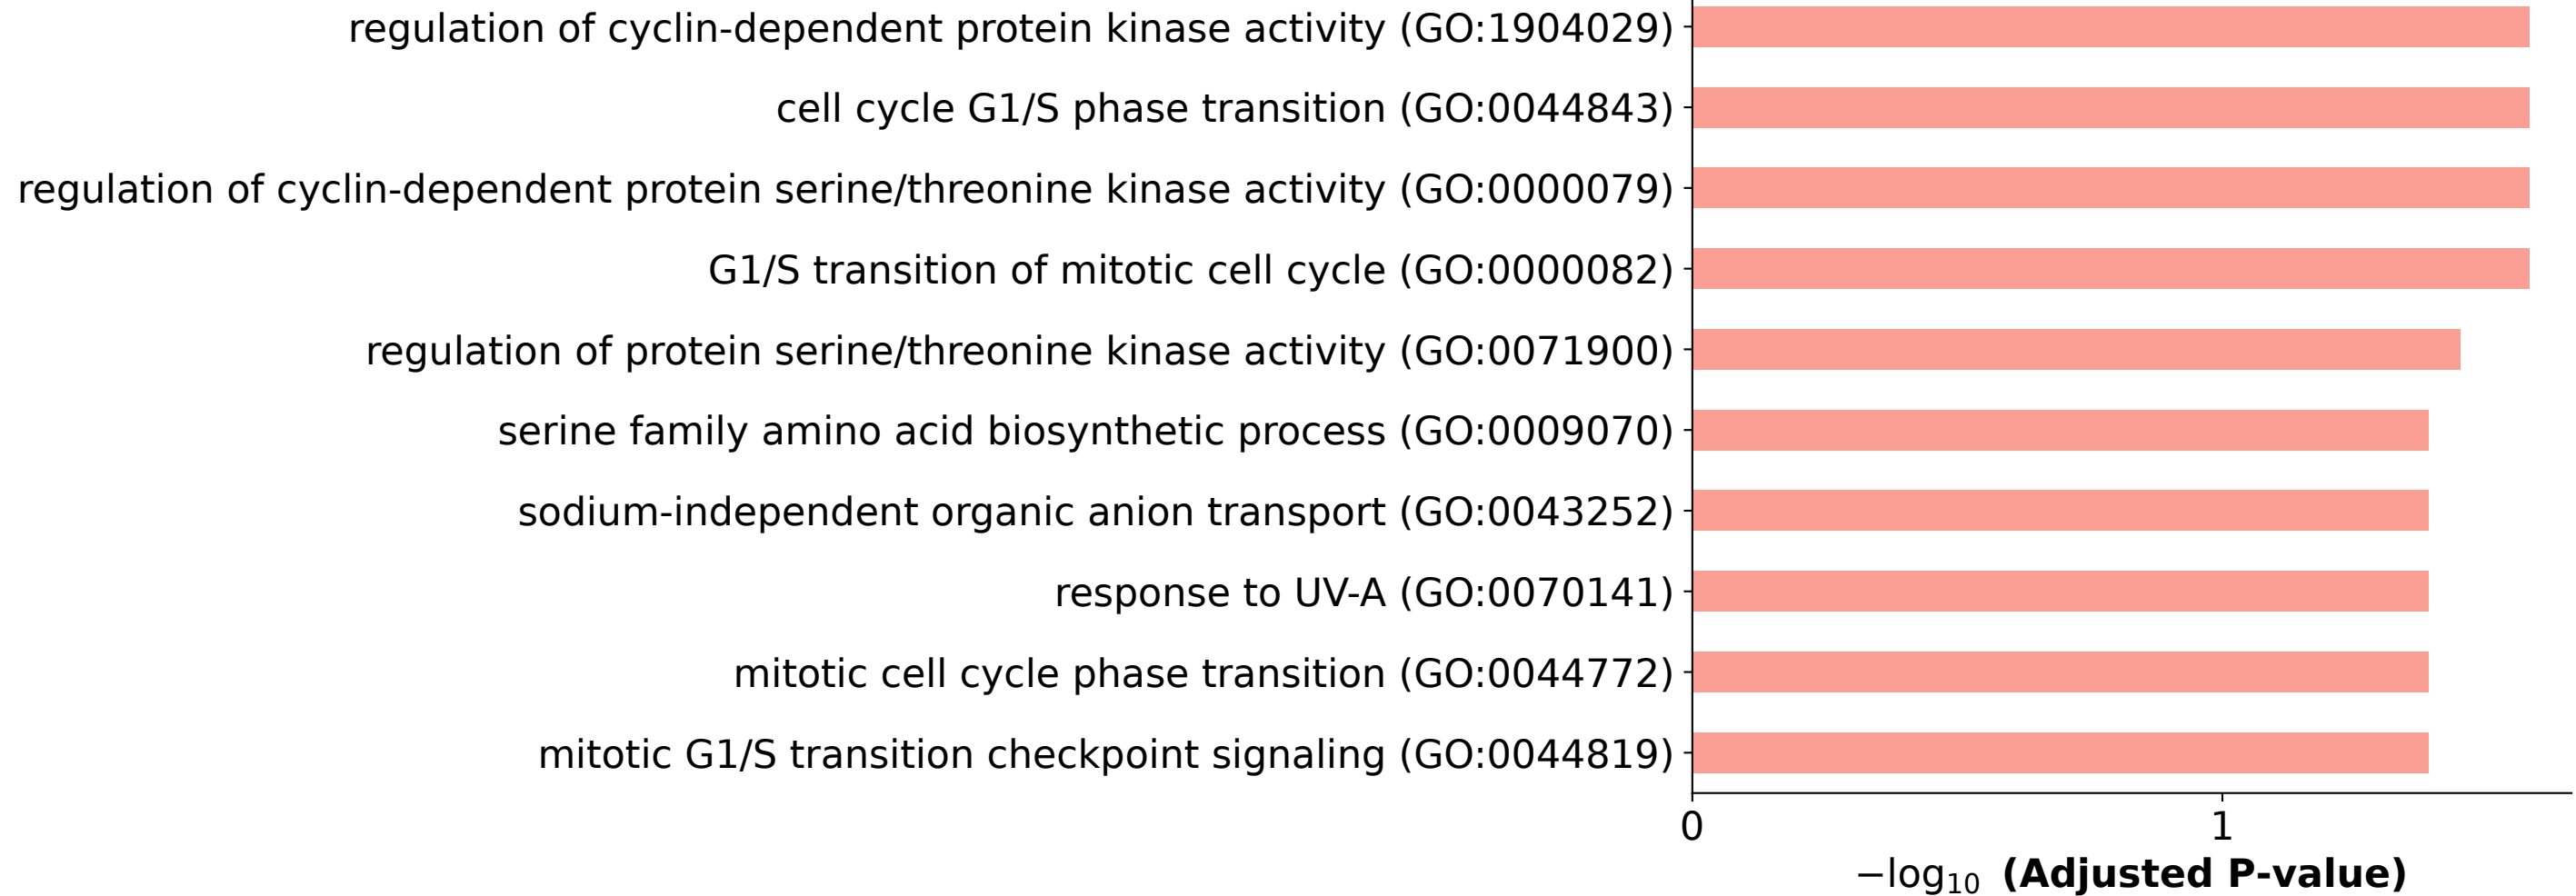 regulation of cyclin-dependent protein kinase activity (GO:1904029)
cell cycle G1/S phase transition (GO:0044843)
regulation of cyclin-dependent protein serine/threonine kinase activity (GO:0000079)
G1/S transition of mitotic cell cycle (GO:0000082)
regulation of protein serine/threonine kinase activity (GO:0071900)
serine family amino acid biosynthetic process (GO:0009070)
sodium-independent organic anion transport (GO:0043252)
response to UV-A (GO:0070141)
mitotic cell cycle phase transition (GO:0044772)
mitotic G1/S transition checkpoint signaling (GO:0044819)
0 1
−log₁₀ (Adjusted P-value)